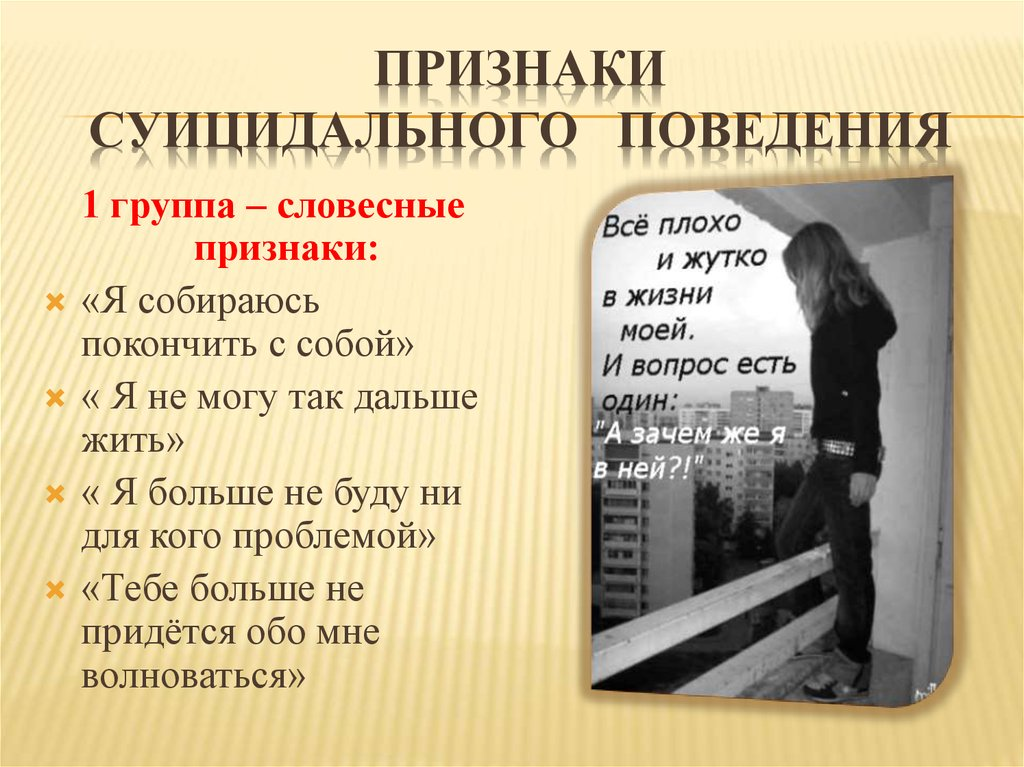 ПРИЗНАКИ
СУИЦИДАЛЬНОГО ПОВЕДЕНИЯ
1 группа – словесные
признаки:
«Я собираюсь
покончить с собой»
« Я не могу так дальше
жить»
« Я больше не буду ни
для кого проблемой»
«Тебе больше не
придётся обо мне
волноваться»
Всё плохо
и жутко
в жизни
моей.
И вопрос есть
один:
"А зачем же я
в ней?!"